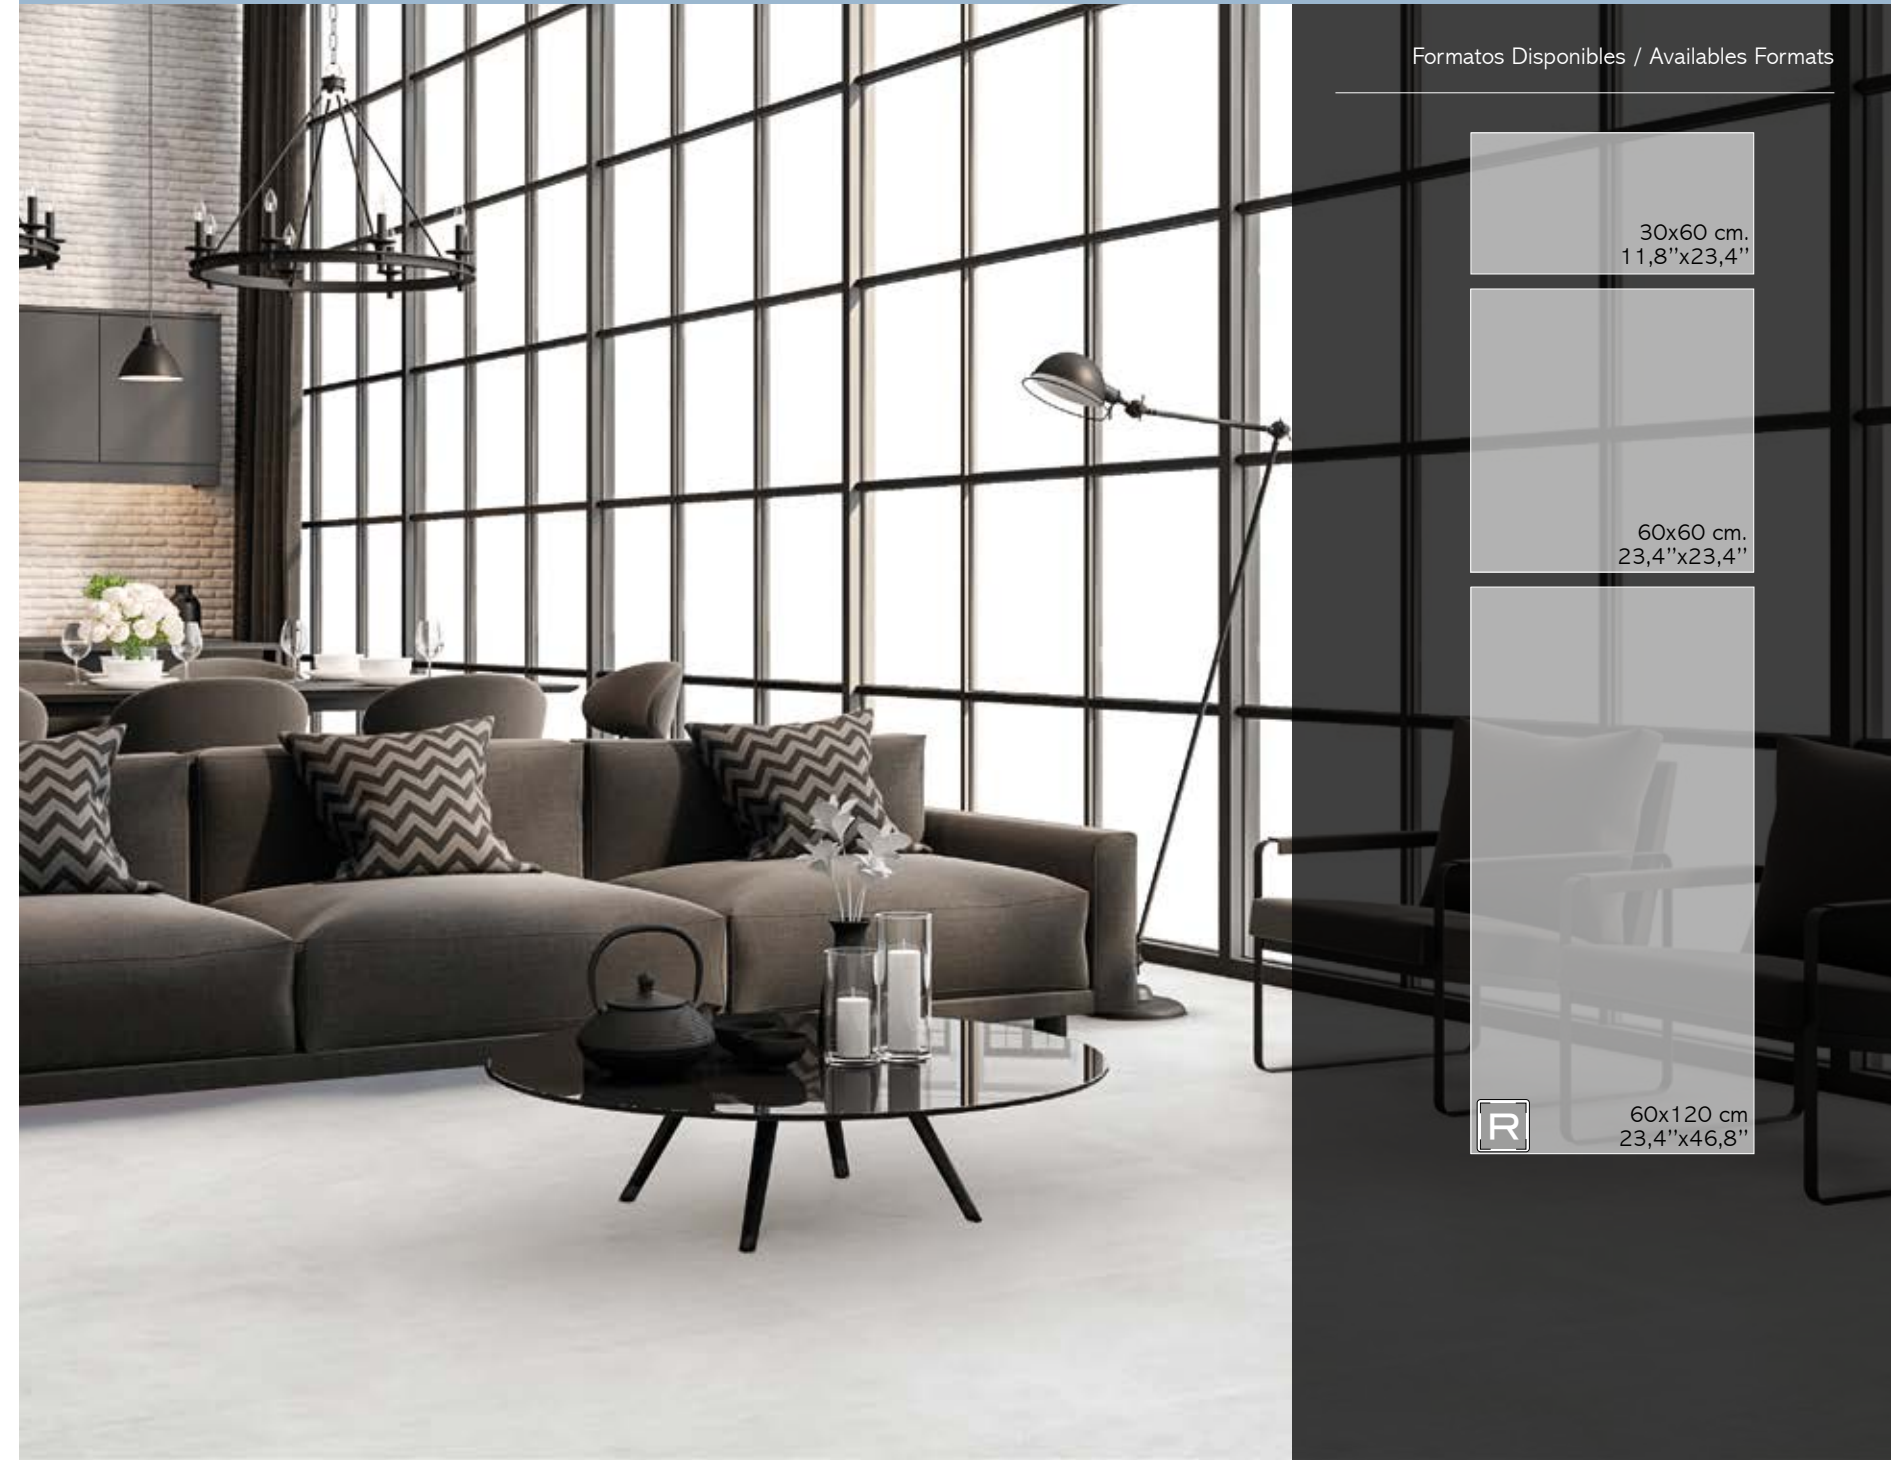 Formatos Disponibles / Availables Formats
30x60 cm.
11,8’’x23,4’’
60x60 cm.
23,4’’x23,4’’
R
60x120 cm
23,4’’x46,8’’